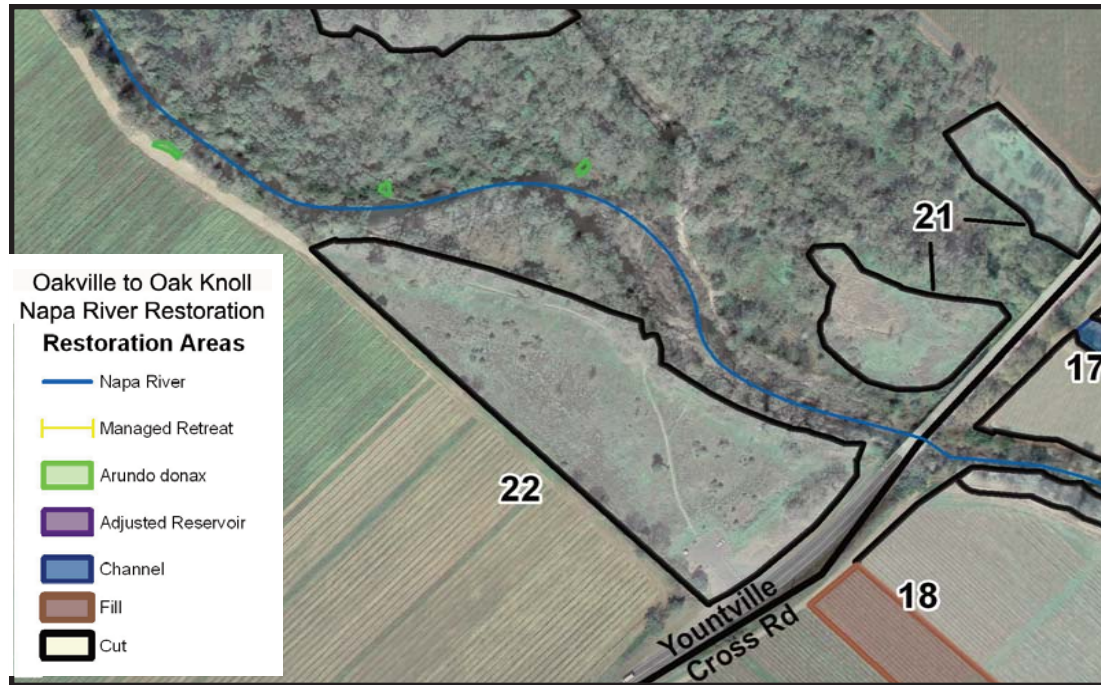 Oakville to Oak Knoll
Napa River Restoration
Restoration Areas
Napa River
Managed Retreat
Arundo donax
Adjusted Reservoir
Channel
Fill
Cut
21
17
22
18
Yountville
Cross Rd